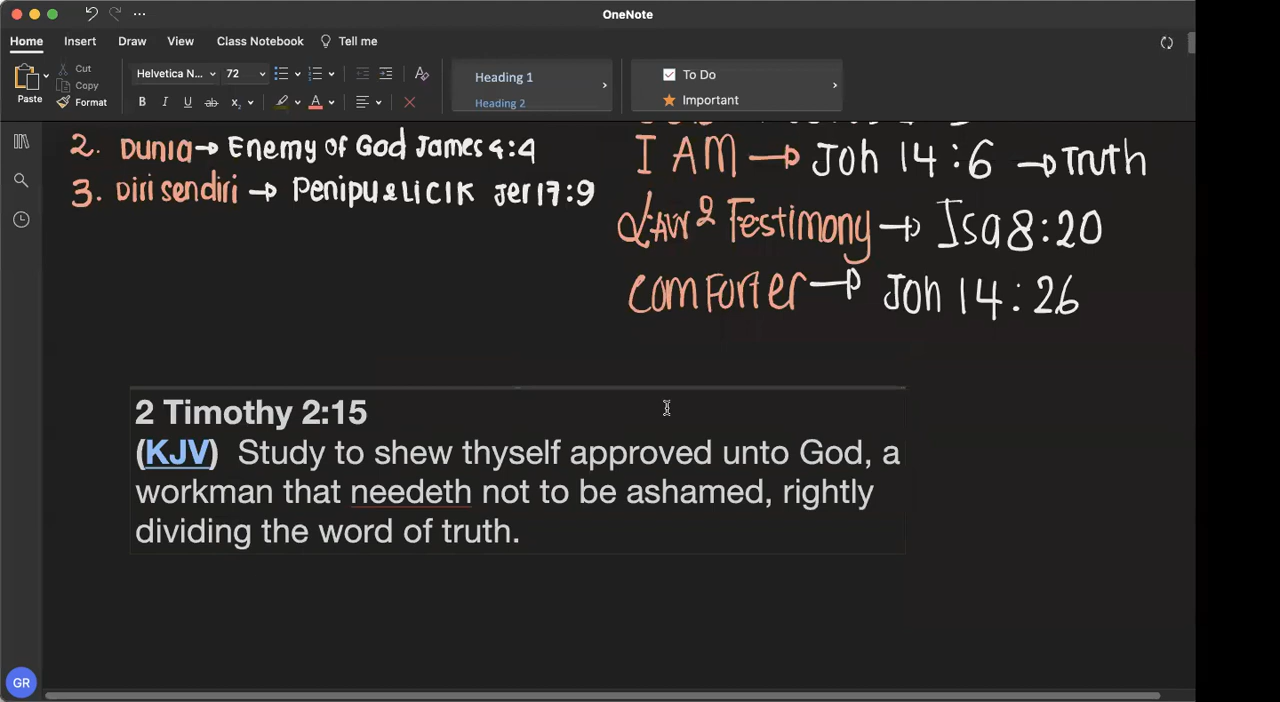 OneNote
Home Insert Draw View Class Notebook Tell me
Paste
Cut
Copy
Format
Helvetica N... 72
B I U ab x A
Heading 1
Heading 2
To Do
Important
2. Dunia → Enemy of God James 4:4
3. Diri sendiri → Penipu & Licik Jer 17:9
I AM → Joh 14:6 → Truth
Law 2 Testimony → Isa 8:20
Comforter → Joh 14:26
2 Timothy 2:15
(KJV) Study to shew thyself approved unto God, a
workman that needeth not to be ashamed, rightly
dividing the word of truth.
GR